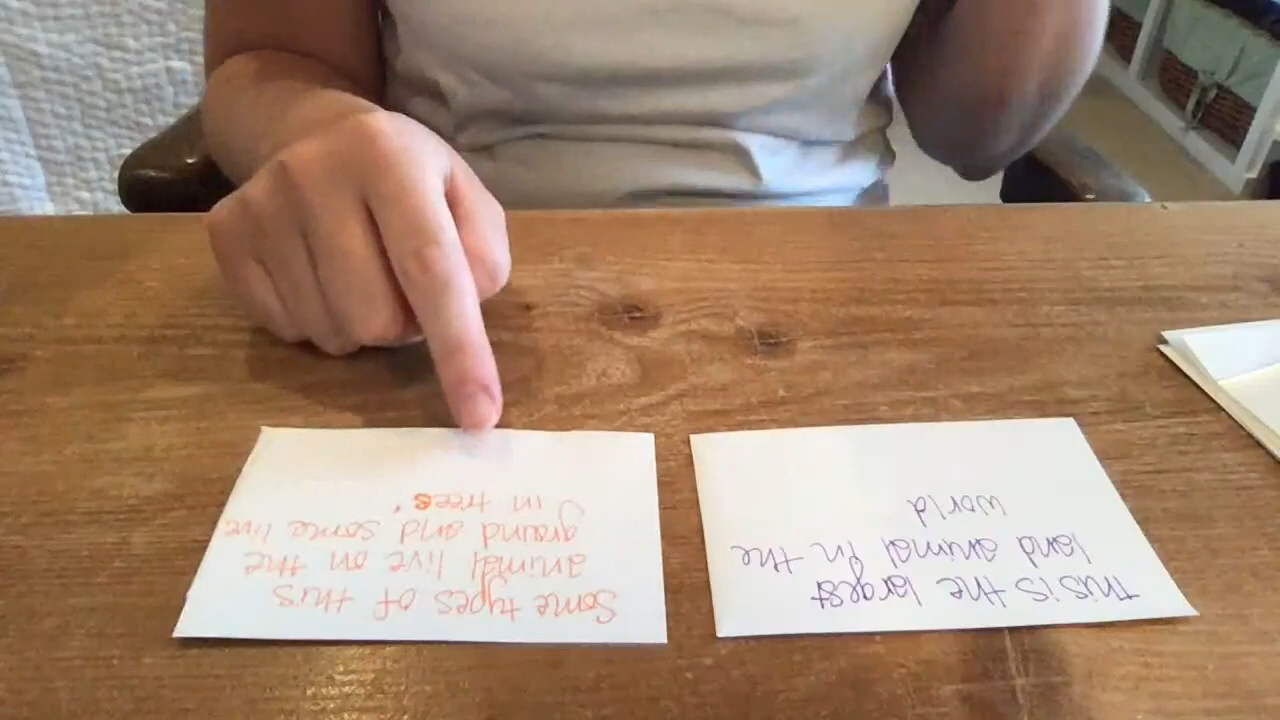 Some types of this
animal live on the
ground and some live
in trees.
This is the largest
land animal in the
world